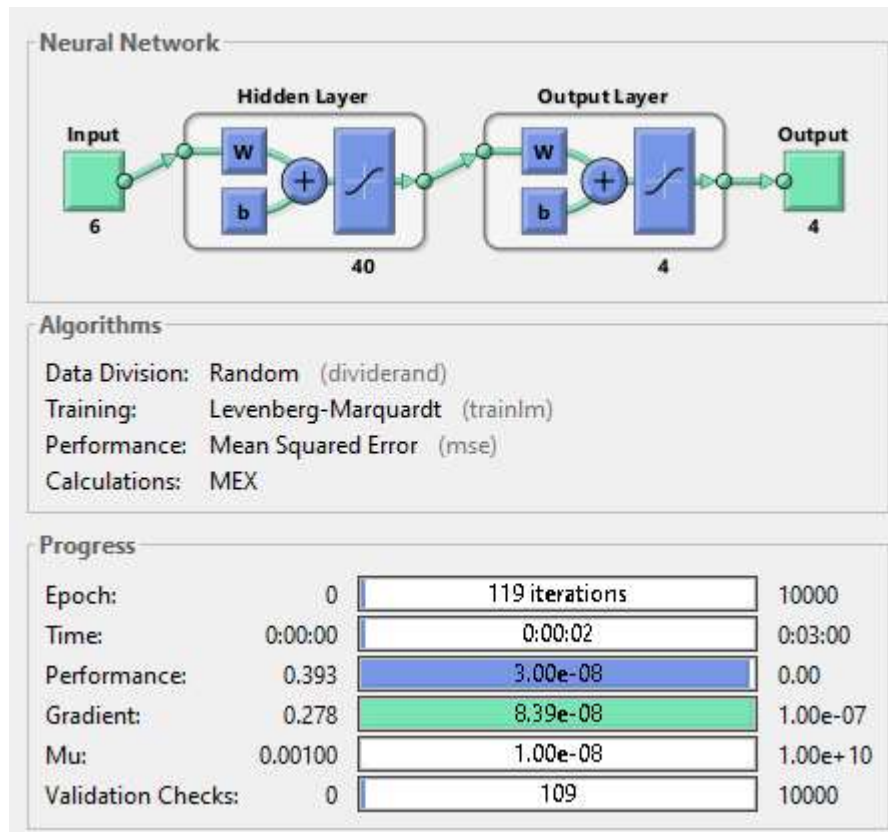 Neural Network
Hidden Layer Output Layer
Input Output
W W
b b
6 4
40 4
Algorithms
Data Division: Random (dividerand)
Training: Levenberg-Marquardt (trainlm)
Performance: Mean Squared Error (mse)
Calculations: MEX
Progress
Epoch: 0 119 iterations 10000
Time: 0:00:00 0:00:02 0:03:00
Performance: 0.393 3.00e-08 0.00
Gradient: 0.278 8.39e-08 1.00e-07
Mu: 0.00100 1.00e-08 1.00e+10
Validation Checks: 0 109 10000